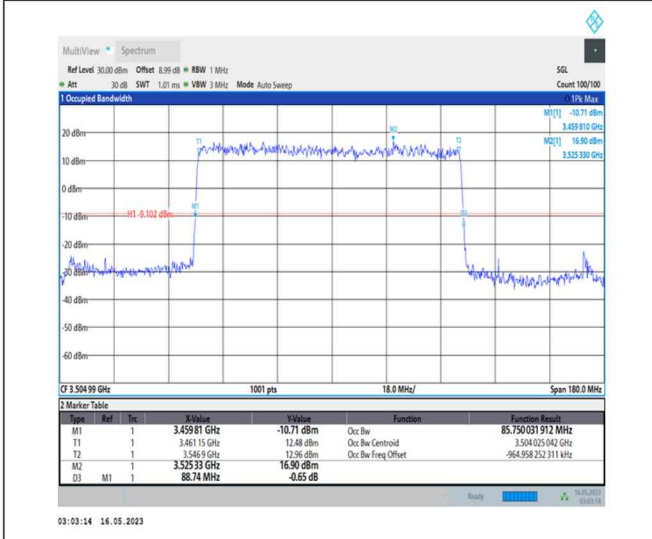 MultiView Spectrum
Ref Level 30.00 dBm Offset 8.99 dB RBW 1 MHz SGL
Att 30 dB SWT 1.01 ms VBW 3 MHz Mode Auto Sweep Count 100/100
1 Occupied Bandwidth 1Pk Max
M1[1] -10.71 dBm
3.459 810 GHz
M2[1] 16.90 dBm
3.525 330 GHz
20 dBm
M2
T1 T2
10 dBm
0 dBm
M1
H1 -9.102 dBm
-10 dBm
D3
-20 dBm
-30 dBm
-40 dBm
-50 dBm
-60 dBm
CF 3.504 99 GHz 1001 pts 18.0 MHz/ Span 180.0 MHz
2 Marker Table
Type Ref Trc X-Value Y-Value Function Function Result
M1 1 3.459 81 GHz -10.71 dBm Occ Bw 85.750 031 912 MHz
T1 1 3.461 15 GHz 12.48 dBm Occ Bw Centroid 3.504 025 042 GHz
T2 1 3.546 9 GHz 12.96 dBm Occ Bw Freq Offset -964.958 252 311 kHz
M2 1 3.525 33 GHz 16.90 dBm
D3 M1 1 88.74 MHz -0.65 dB
Ready 16.05.2023
03:03:14
03:03:14 16.05.2023